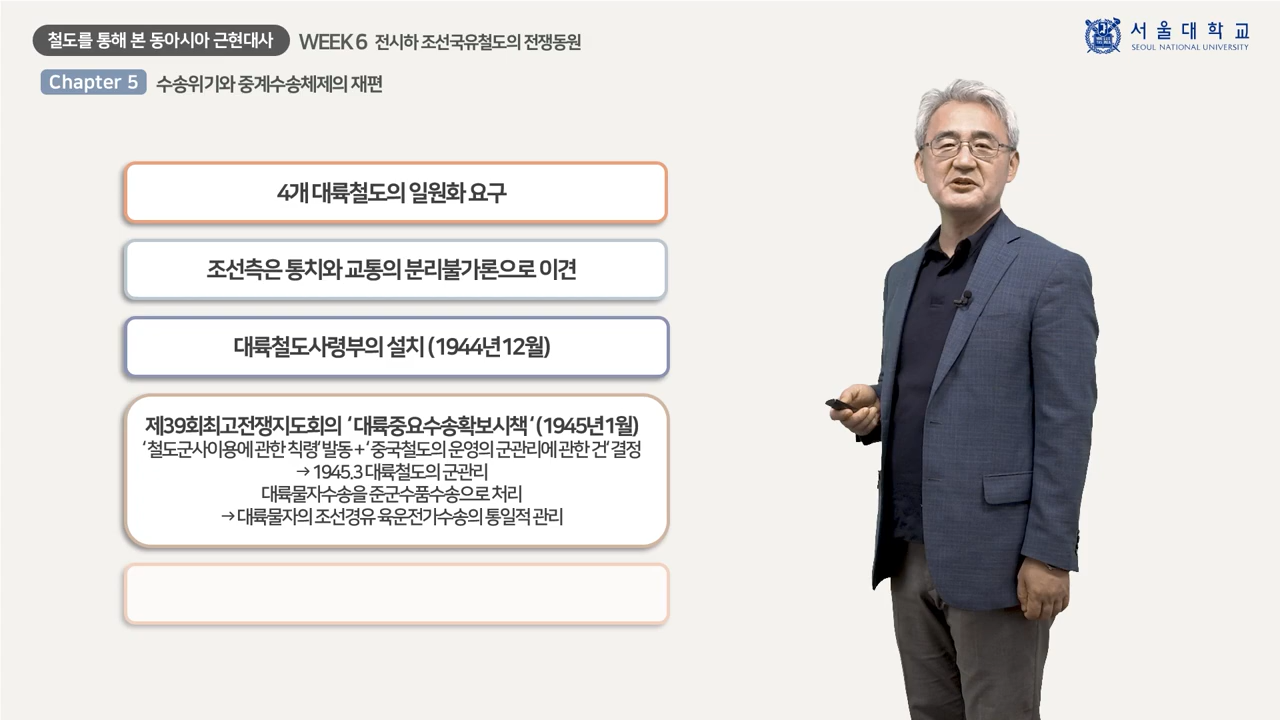 철도를 통해 본 동아시아 근현대사 WEEK 6 전시하 조선국유철도의 전쟁동원
서울대학교
SEOUL NATIONAL UNIVERSITY
Chapter 5 수송위기와 중계수송체제의 재편
4개 대륙철도의 일원화 요구
조선측은 통치와 교통의 분리불가론으로 이견
대륙철도사령부의 설치 (1944년 12월)
제39회최고전쟁지도회의 ‘대륙중요수송확보시책‘ (1945년 1월)
‘철도군사이용에 관한 칙령’ 발동 + ‘중국철도의 운영의 군관리에 관한 건’ 결정
→ 1945.3 대륙철도의 군관리
대륙물자수송을 준군수품수송으로 처리
→ 대륙물자의 조선경유 육운전가수송의 통일적 관리